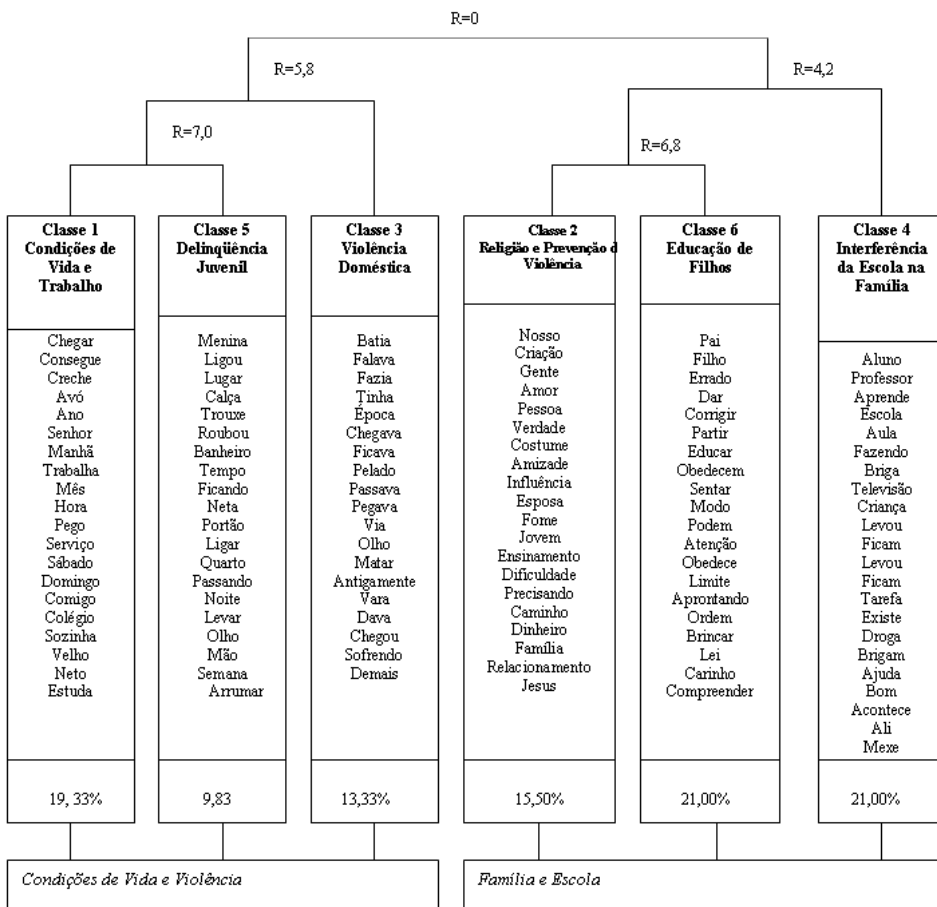 R=0
R=5,8
R=4,2
R=7,0
R=6,8
Classe 1
Condições de
Vida e
Trabalho
Chegar
Consegue
Creche
Avó
Ano
Senhor
Manhã
Trabalha
Mês
Hora
Pego
Serviço
Sábado
Domingo
Comigo
Colégio
Sozinha
Velho
Neto
Estuda
19, 33%
Classe 5
Delinqüência
Juvenil
Menina
Ligou
Lugar
Calça
Trouxe
Roubou
Banheiro
Tempo
Ficando
Neta
Portão
Ligar
Quarto
Passando
Noite
Levar
Olho
Mão
Semana
Arrumar
9,83
Classe 3
Violência
Doméstica
Batia
Falava
Fazia
Tinha
Época
Chegava
Ficava
Pelado
Passava
Pegava
Via
Olho
Matar
Antigamente
Vara
Dava
Chegou
Sofrendo
Demais
13,33%
Classe 2
Religião e Prevenção d
Violência
Nosso
Criação
Gente
Amor
Pessoa
Verdade
Costume
Amizade
Influência
Esposa
Fome
Jovem
Ensinamento
Dificuldade
Precisando
Caminho
Dinheiro
Família
Relacionamento
Jesus
15,50%
Classe 6
Educação de
Filhos
Pai
Filho
Errado
Dar
Corrigir
Partir
Educar
Obedecem
Sentar
Modo
Podem
Atenção
Obedece
Limite
Aprontando
Ordem
Brincar
Lei
Carinho
Compreender
21,00%
Classe 4
Interferência
da Escola na
Família
Aluno
Professor
Aprende
Escola
Aula
Fazendo
Briga
Televisão
Criança
Levou
Ficam
Levou
Ficam
Tarefa
Existe
Droga
Brigam
Ajuda
Bom
Acontece
Ali
Mexe
21,00%
Condições de Vida e Violência
Família e Escola